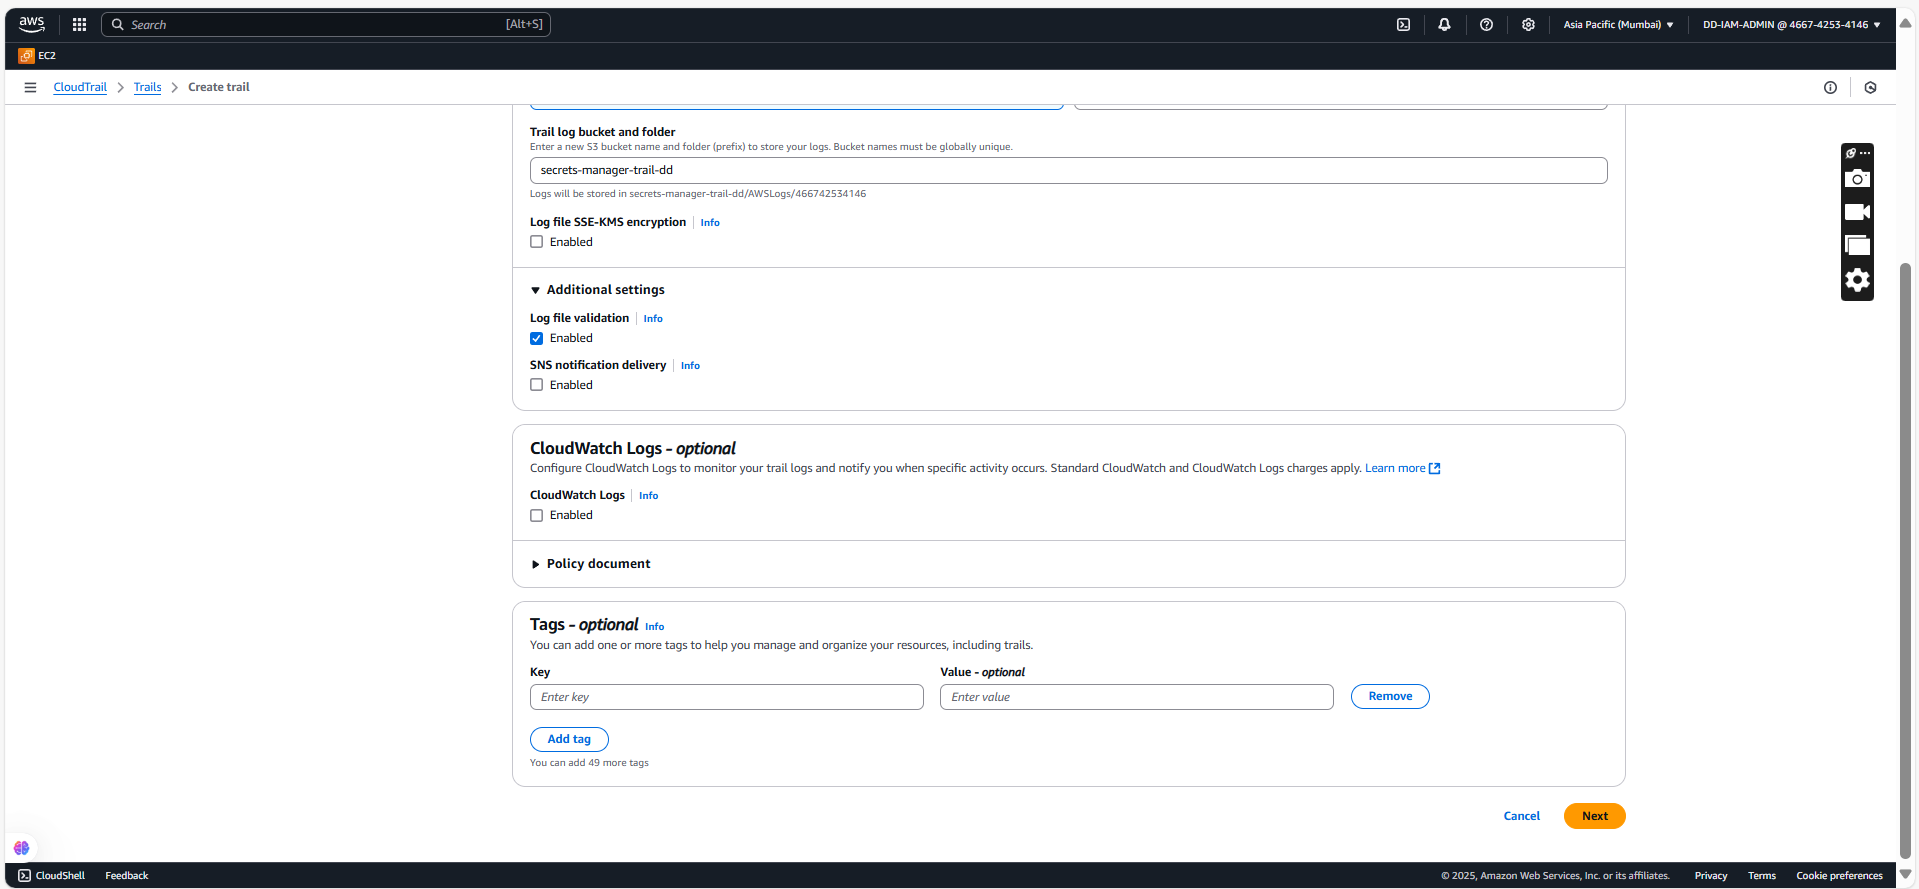 aws
Search [Alt+S]
Asia Pacific (Mumbai)
DD-IAM-ADMIN @ 4667-4253-4146
EC2
CloudTrail
Trails
Create trail
Trail log bucket and folder
Enter a new S3 bucket name and folder (prefix) to store your logs. Bucket names must be globally unique.
secrets-manager-trail-dd
Logs will be stored in secrets-manager-trail-dd/AWSLogs/466742534146
Log file SSE-KMS encryption Info
Enabled
Additional settings
Log file validation Info
Enabled
SNS notification delivery Info
Enabled
CloudWatch Logs - optional
Configure CloudWatch Logs to monitor your trail logs and notify you when specific activity occurs. Standard CloudWatch and CloudWatch Logs charges apply. Learn more
CloudWatch Logs Info
Enabled
Policy document
Tags - optional Info
You can add one or more tags to help you manage and organize your resources, including trails.
Key
Value - optional
Enter key
Enter value
Remove
Add tag
You can add 49 more tags
Cancel
Next
CloudShell
Feedback
© 2025, Amazon Web Services, Inc. or its affiliates.
Privacy
Terms
Cookie preferences